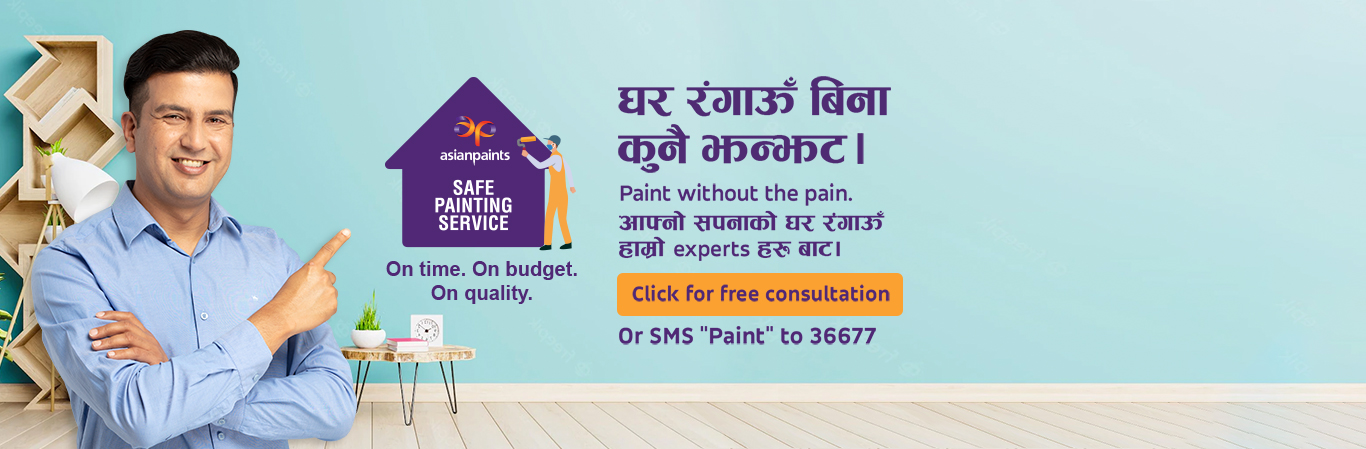 asianpaints
SAFE
PAINTING
SERVICE
On time. On budget.
On quality.
घर रंगाऊँ बिना
कुनै झन्झट।
Paint without the pain.
आफ्नो सपनाको घर रंगाऊँ
हाम्रो experts हरू बाट।
Click for free consultation
Or SMS "Paint" to 36677